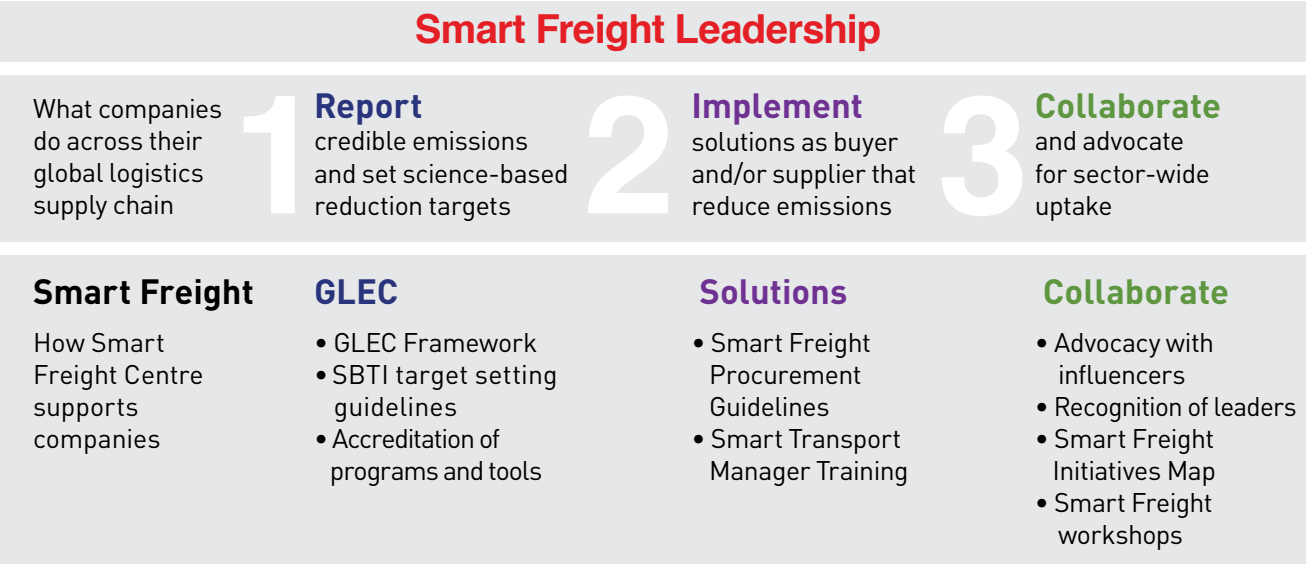 Smart Freight Leadership
What companies
do across their
global logistics
supply chain
1
Report
credible emissions
and set science-based
reduction targets
2
Implement
solutions as buyer
and/or supplier that
reduce emissions
3
Collaborate
and advocate
for sector-wide
uptake
Smart Freight
How Smart
Freight Centre
supports
companies
GLEC
• GLEC Framework
• SBTI target setting
guidelines
• Accreditation of
programs and tools
Solutions
• Smart Freight
Procurement
Guidelines
• Smart Transport
Manager Training
Collaborate
• Advocacy with
influencers
• Recognition of leaders
• Smart Freight
Initiatives Map
• Smart Freight
workshops